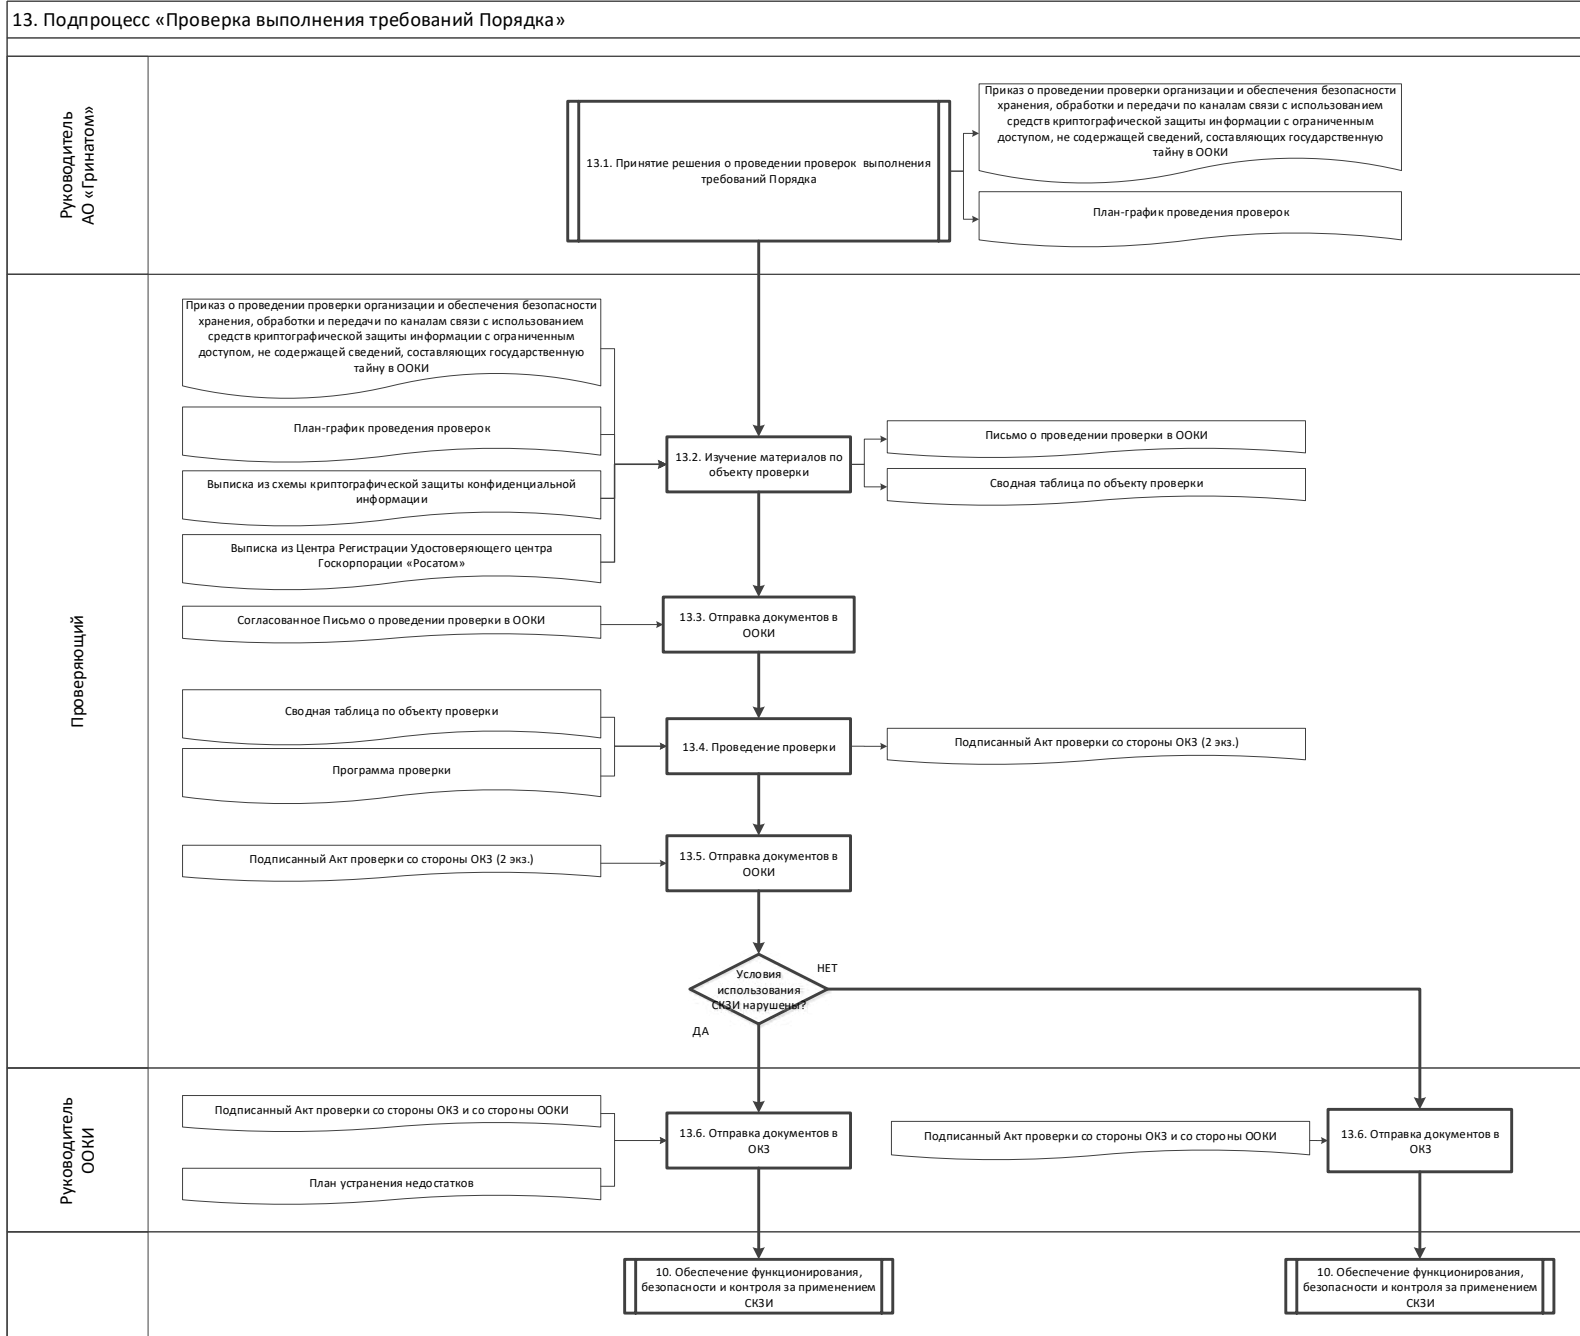 13. Подпроцесс «Проверка выполнения требований Порядка»
Руководитель
АО «Гринатом»
13.1. Принятие решения о проведении проверок выполнения
требований Порядка
Приказ о проведении проверки организации и обеспечения безопасности
хранения, обработки и передачи по каналам связи с использованием
средств криптографической защиты информации с ограниченным
доступом, не содержащей сведений, составляющих государственную
тайну в ООКИ
План-график проведения проверок
Проверяющий
Приказ о проведении проверки организации и обеспечения безопасности
хранения, обработки и передачи по каналам связи с использованием
средств криптографической защиты информации с ограниченным
доступом, не содержащей сведений, составляющих государственную
тайну в ООКИ
План-график проведения проверок
Выписка из схемы криптографической защиты конфиденциальной
информации
Выписка из Центра Регистрации Удостоверяющего центра
Госкорпорации «Росатом»
13.2. Изучение материалов по
объекту проверки
Письмо о проведении проверки в ООКИ
Сводная таблица по объекту проверки
Согласованное Письмо о проведении проверки в ООКИ
13.3. Отправка документов в
ООКИ
Сводная таблица по объекту проверки
Программа проверки
13.4. Проведение проверки
Подписанный Акт проверки со стороны ОКЗ (2 экз.)
Подписанный Акт проверки со стороны ОКЗ (2 экз.)
13.5. Отправка документов в
ООКИ
Условия
использования
СКЗИ нарушены?
НЕТ
ДА
Руководитель
ООКИ
Подписанный Акт проверки со стороны ОКЗ и со стороны ООКИ
План устранения недостатков
13.6. Отправка документов в
ОКЗ
Подписанный Акт проверки со стороны ОКЗ и со стороны ООКИ
13.6. Отправка документов в
ОКЗ
10. Обеспечение функционирования,
безопасности и контроля за применением
СКЗИ
10. Обеспечение функционирования,
безопасности и контроля за применением
СКЗИ